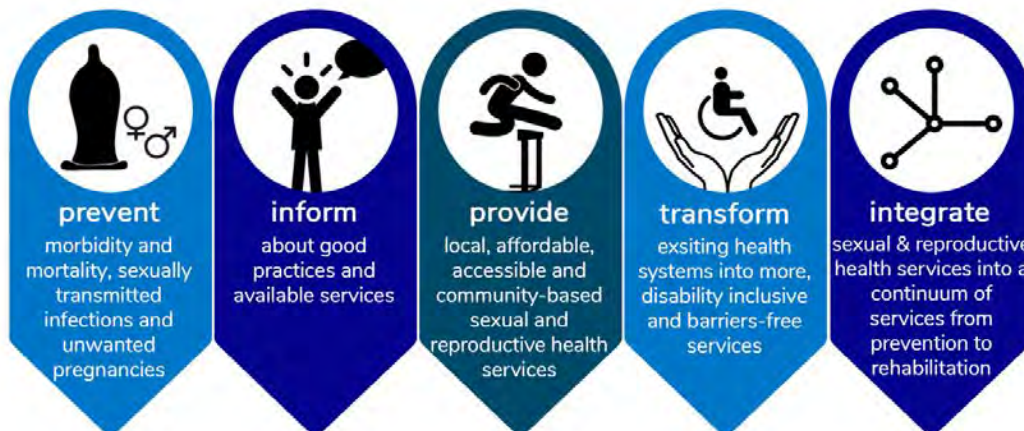 prevent
morbidity and
mortality, sexually
transmitted
infections and
unwanted
pregnancies
inform
about good
practices and
available services
provide
local, affordable,
accessible and
community-based
sexual and
reproductive health
services
transform
exsiting health
systems into more,
disability inclusive
and barriers-free
services
integrate
sexual & reproductive
health services into a
continuum of
services from
prevention to
rehabilitation